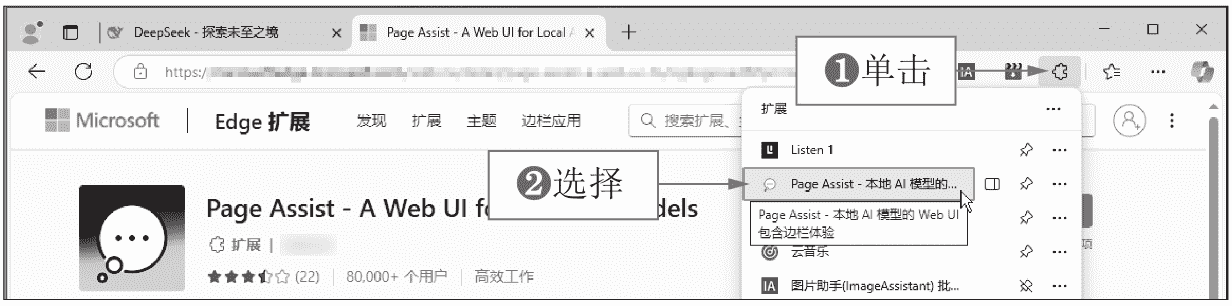 DeepSeek - 探索未至之境
Page Assist - A Web UI for Local A
https:/
❶单击
Microsoft
Edge 扩展
发现
扩展
主题
边栏应用
搜索扩展、
扩展
Listen 1
❷选择
Page Assist - 本地 AI 模型的...
Page Assist - A Web UI fo
dels
Page Assist - 本地 AI 模型的 Web UI
包含边栏体验
项
扩展 |
云音乐
(22)
80,000+ 个用户
高效工作
IA
图片助手(ImageAssistant) 批...